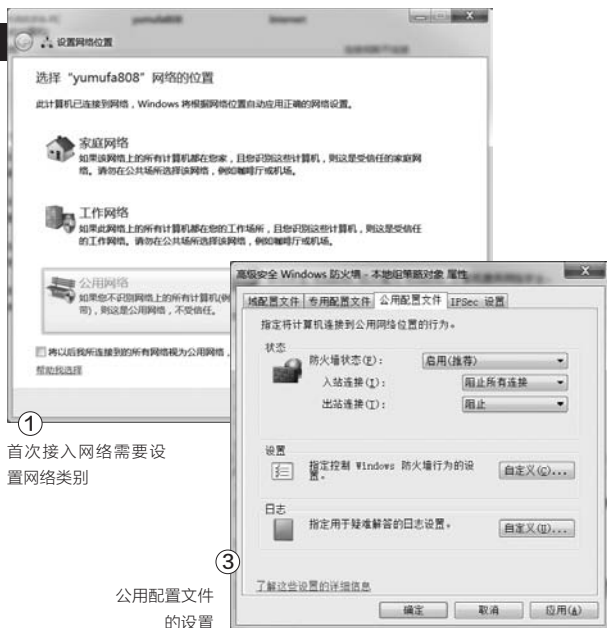 设置网络位置
选择“yumufa808”网络的位置
此计算机已连接到网络，Windows 将根据网络位置自动应用正确的网络设置。
家庭网络
如果该网络上的所有计算机都在您家，且您识别这些计算机，则这是受信任的家庭网
络。请勿在公共场所选择该网络，例如咖啡厅或机场。
工作网络
如果此网络上的所有计算机都在您的工作场所，且您识别这些计算机，则这是受信任
的工作网络。请勿在公共场所选择该网络，例如咖啡厅或机场。
公用网络
如果您不识别网络上的所有计算机(例
带)，则这是公用网络，不受信任。
将以后我所连接到的所有网络视为公用网络，
帮助我选择
①
首次接入网络需要设
置网络类别
高级安全 Windows 防火墙 - 本地组策略对象 属性
域配置文件 专用配置文件 公用配置文件 IPSec 设置
指定将计算机连接到公用网络位置的行为。
状态
防火墙状态(F): 启用(推荐)
入站连接(I): 阻止所有连接
出站连接(T): 阻止
设置
指定控制 Windows 防火墙行为的设
置。
自定义(C)...
日志
指定用于疑难解答的日志设置。
自定义(U)...
了解这些设置的详细信息
确定 取消 应用(A)
③
公用配置文件
的设置